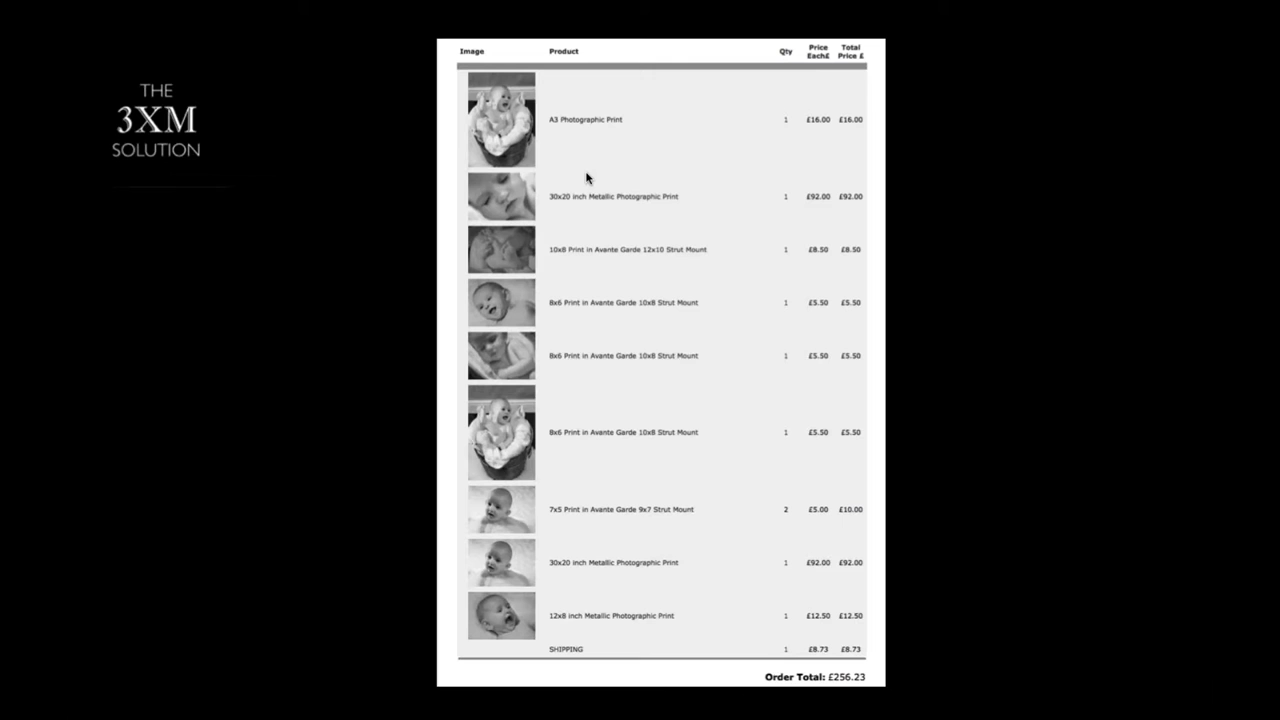 THE
3XM
SOLUTION
Image Product Qty Price Each£ Total Price £
A3 Photographic Print 1 £16.00 £16.00
30x20 inch Metallic Photographic Print 1 £92.00 £92.00
10x8 Print in Avante Garde 12x10 Strut Mount 1 £8.50 £8.50
8x6 Print in Avante Garde 10x8 Strut Mount 1 £5.50 £5.50
8x6 Print in Avante Garde 10x8 Strut Mount 1 £5.50 £5.50
8x6 Print in Avante Garde 10x8 Strut Mount 1 £5.50 £5.50
7x5 Print in Avante Garde 9x7 Strut Mount 2 £5.00 £10.00
30x20 inch Metallic Photographic Print 1 £92.00 £92.00
12x8 inch Metallic Photographic Print 1 £12.50 £12.50
SHIPPING 1 £8.73 £8.73
Order Total: £256.23